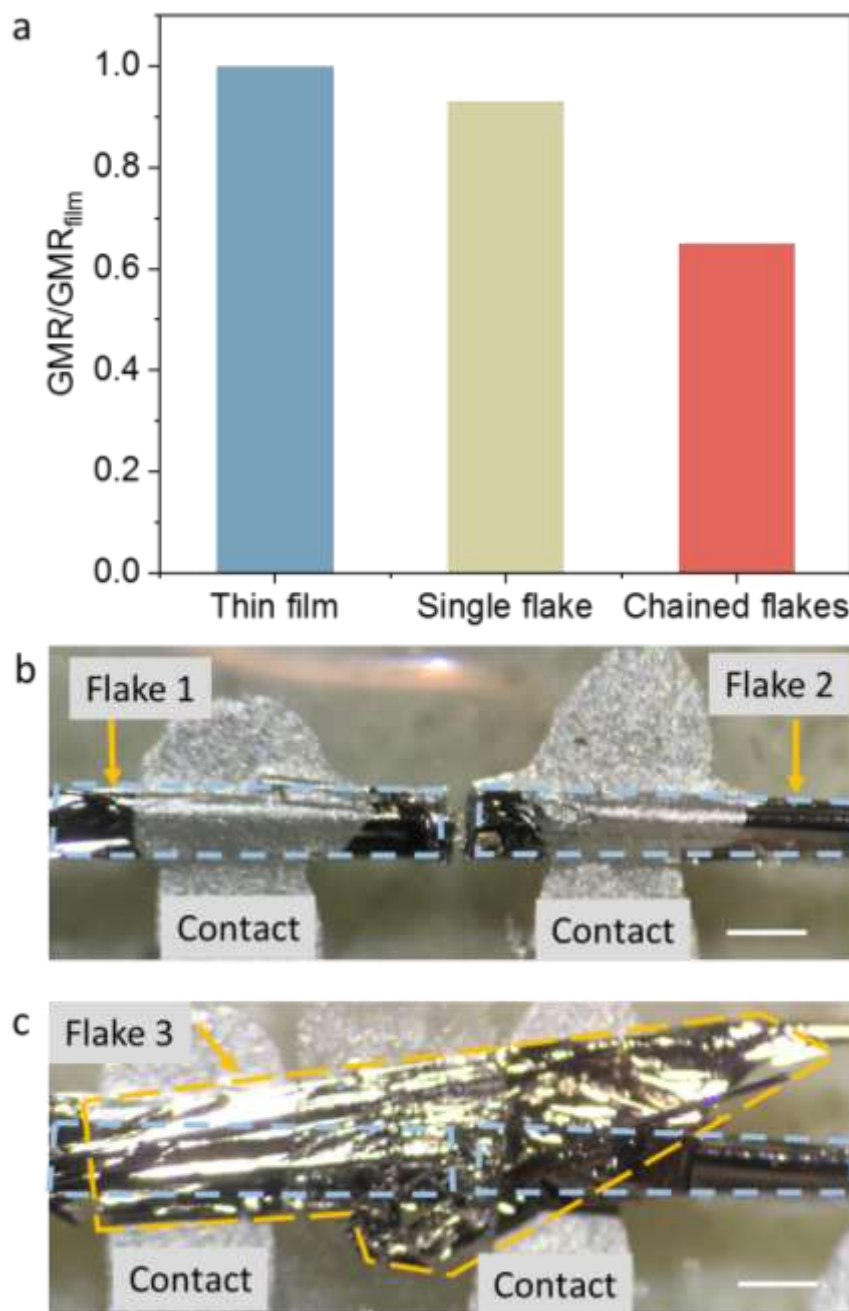 a
GMR/GMRfilm
1.0
0.8
0.6
0.4
0.2
0.0
Thin film
Single flake
Chained flakes
b
Flake 1
Flake 2
Contact
Contact
c
Flake 3
Contact
Contact